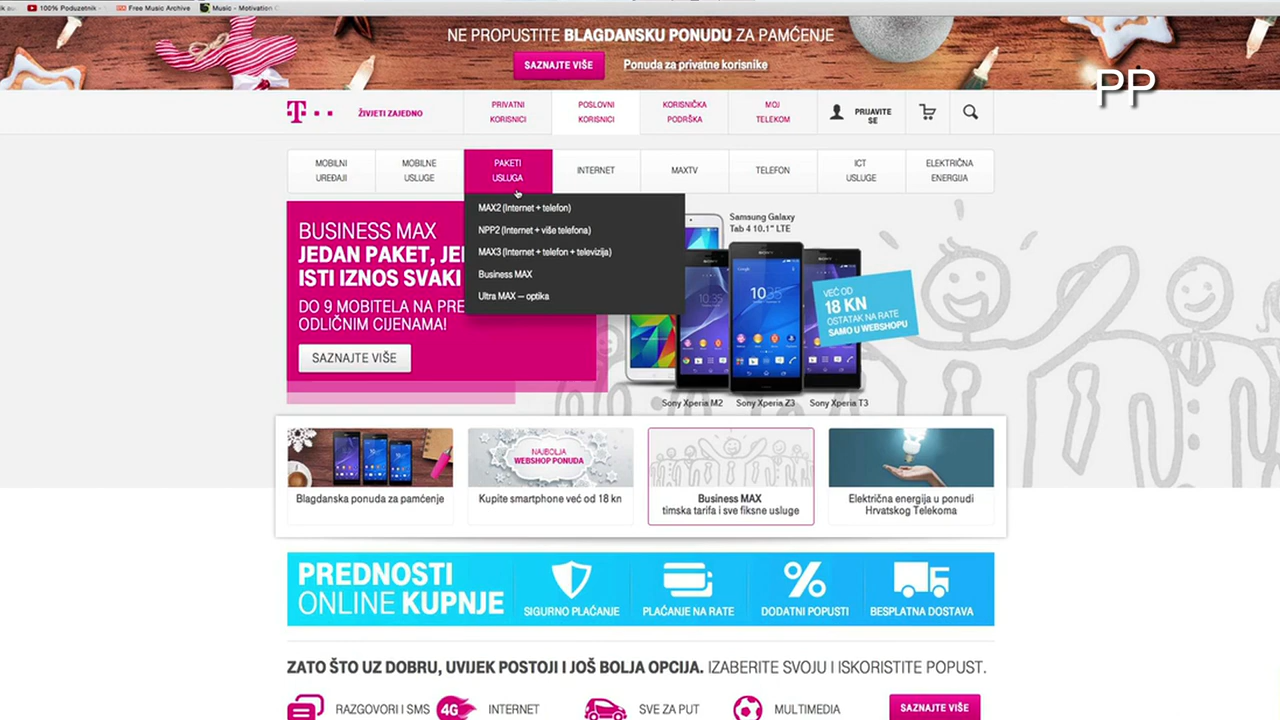 100% Poduzetnik -
Free Music Archive
Music - Motivation
NE PROPUSTITE BLAGDANSKU PONUDU ZA PAMĆENJE
SAZNAJTE VIŠE
Ponuda za privatne korisnike
PP
T
ŽIVJETI ZAJEDNO
PRIVATNI
KORISNICI
POSLOVNI
KORISNICI
KORISNIČKA
PODRŠKA
MOJ
TELEKOM
PRIJAVITE
SE
MOBILNI
UREĐAJI
MOBILNE
USLUGE
PAKETI
USLUGA
INTERNET
MAXTV
TELEFON
ICT
USLUGE
ELEKTRIČNA
ENERGIJA
MAX2 (Internet + telefon)
NPP2 (Internet + više telefona)
MAX3 (Internet + telefon + televizija)
Business MAX
Ultra MAX – optika
BUSINESS MAX
JEDAN PAKET,
ISTI IZNOS SVAKI
DO 9 MOBITELA NA
ODLIČNIM CIJENAMA!
SAZNAJTE VIŠE
Samsung Galaxy
Tab 4 10.1" LTE
SONY
SONY
SONY
10:35
VEĆ OD
18 KN
OSTATAK NA RATE
SAMO U WEBSHOPU
Sony Xperia M2
Sony Xperia Z3
Sony Xperia T3
Blagdanska ponuda za pamćenje
NAJBOLJA
WEBSHOP PONUDA
Kupite smartphone već od 18 kn
Business MAX
timska tarifa i sve fiksne usluge
Električna energija u ponudi
Hrvatskog Telekoma
PREDNOSTI
ONLINE KUPNJE
SIGURNO PLAĆANJE
PLAĆANJE NA RATE
DODATNI POPUSTI
BESPLATNA DOSTAVA
ZATO ŠTO UZ DOBRU, UVIJEK POSTOJI I JOŠ BOLJA OPCIJA. IZABERITE SVOJU I ISKORISTITE POPUST.
RAZGOVORI I SMS
4G
INTERNET
SVE ZA PUT
MULTIMEDIA
SAZNAJTE VIŠE